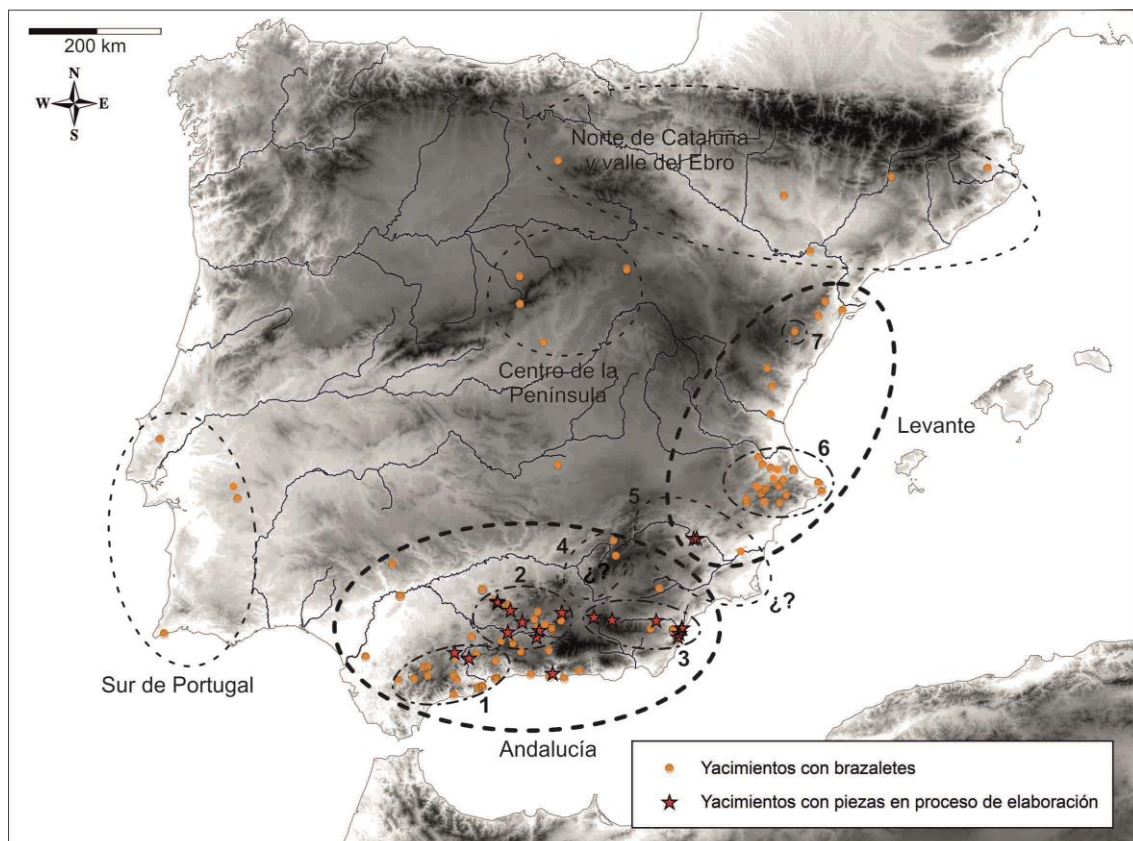 200 km
N
W E
S
Norte de Cataluña
y valle del Ebro
Centro de la
Península
7
Levante
6
5
4
¿?
2
¿?
3
1
Sur de Portugal
Andalucía
Yacimientos con brazaletes
Yacimientos con piezas en proceso de elaboración